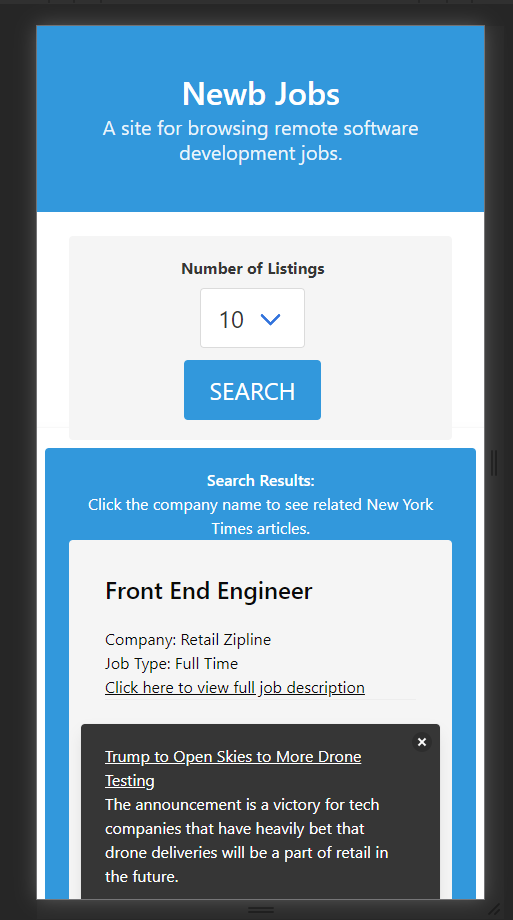 Newb Jobs
A site for browsing remote software
development jobs.
Number of Listings
10
SEARCH
Search Results:
Click the company name to see related New York
Times articles.
Front End Engineer
Company: Retail Zipline
Job Type: Full Time
Click here to view full job description
Trump to Open Skies to More Drone
Testing
The announcement is a victory for tech
companies that have heavily bet that
drone deliveries will be a part of retail in
the future.